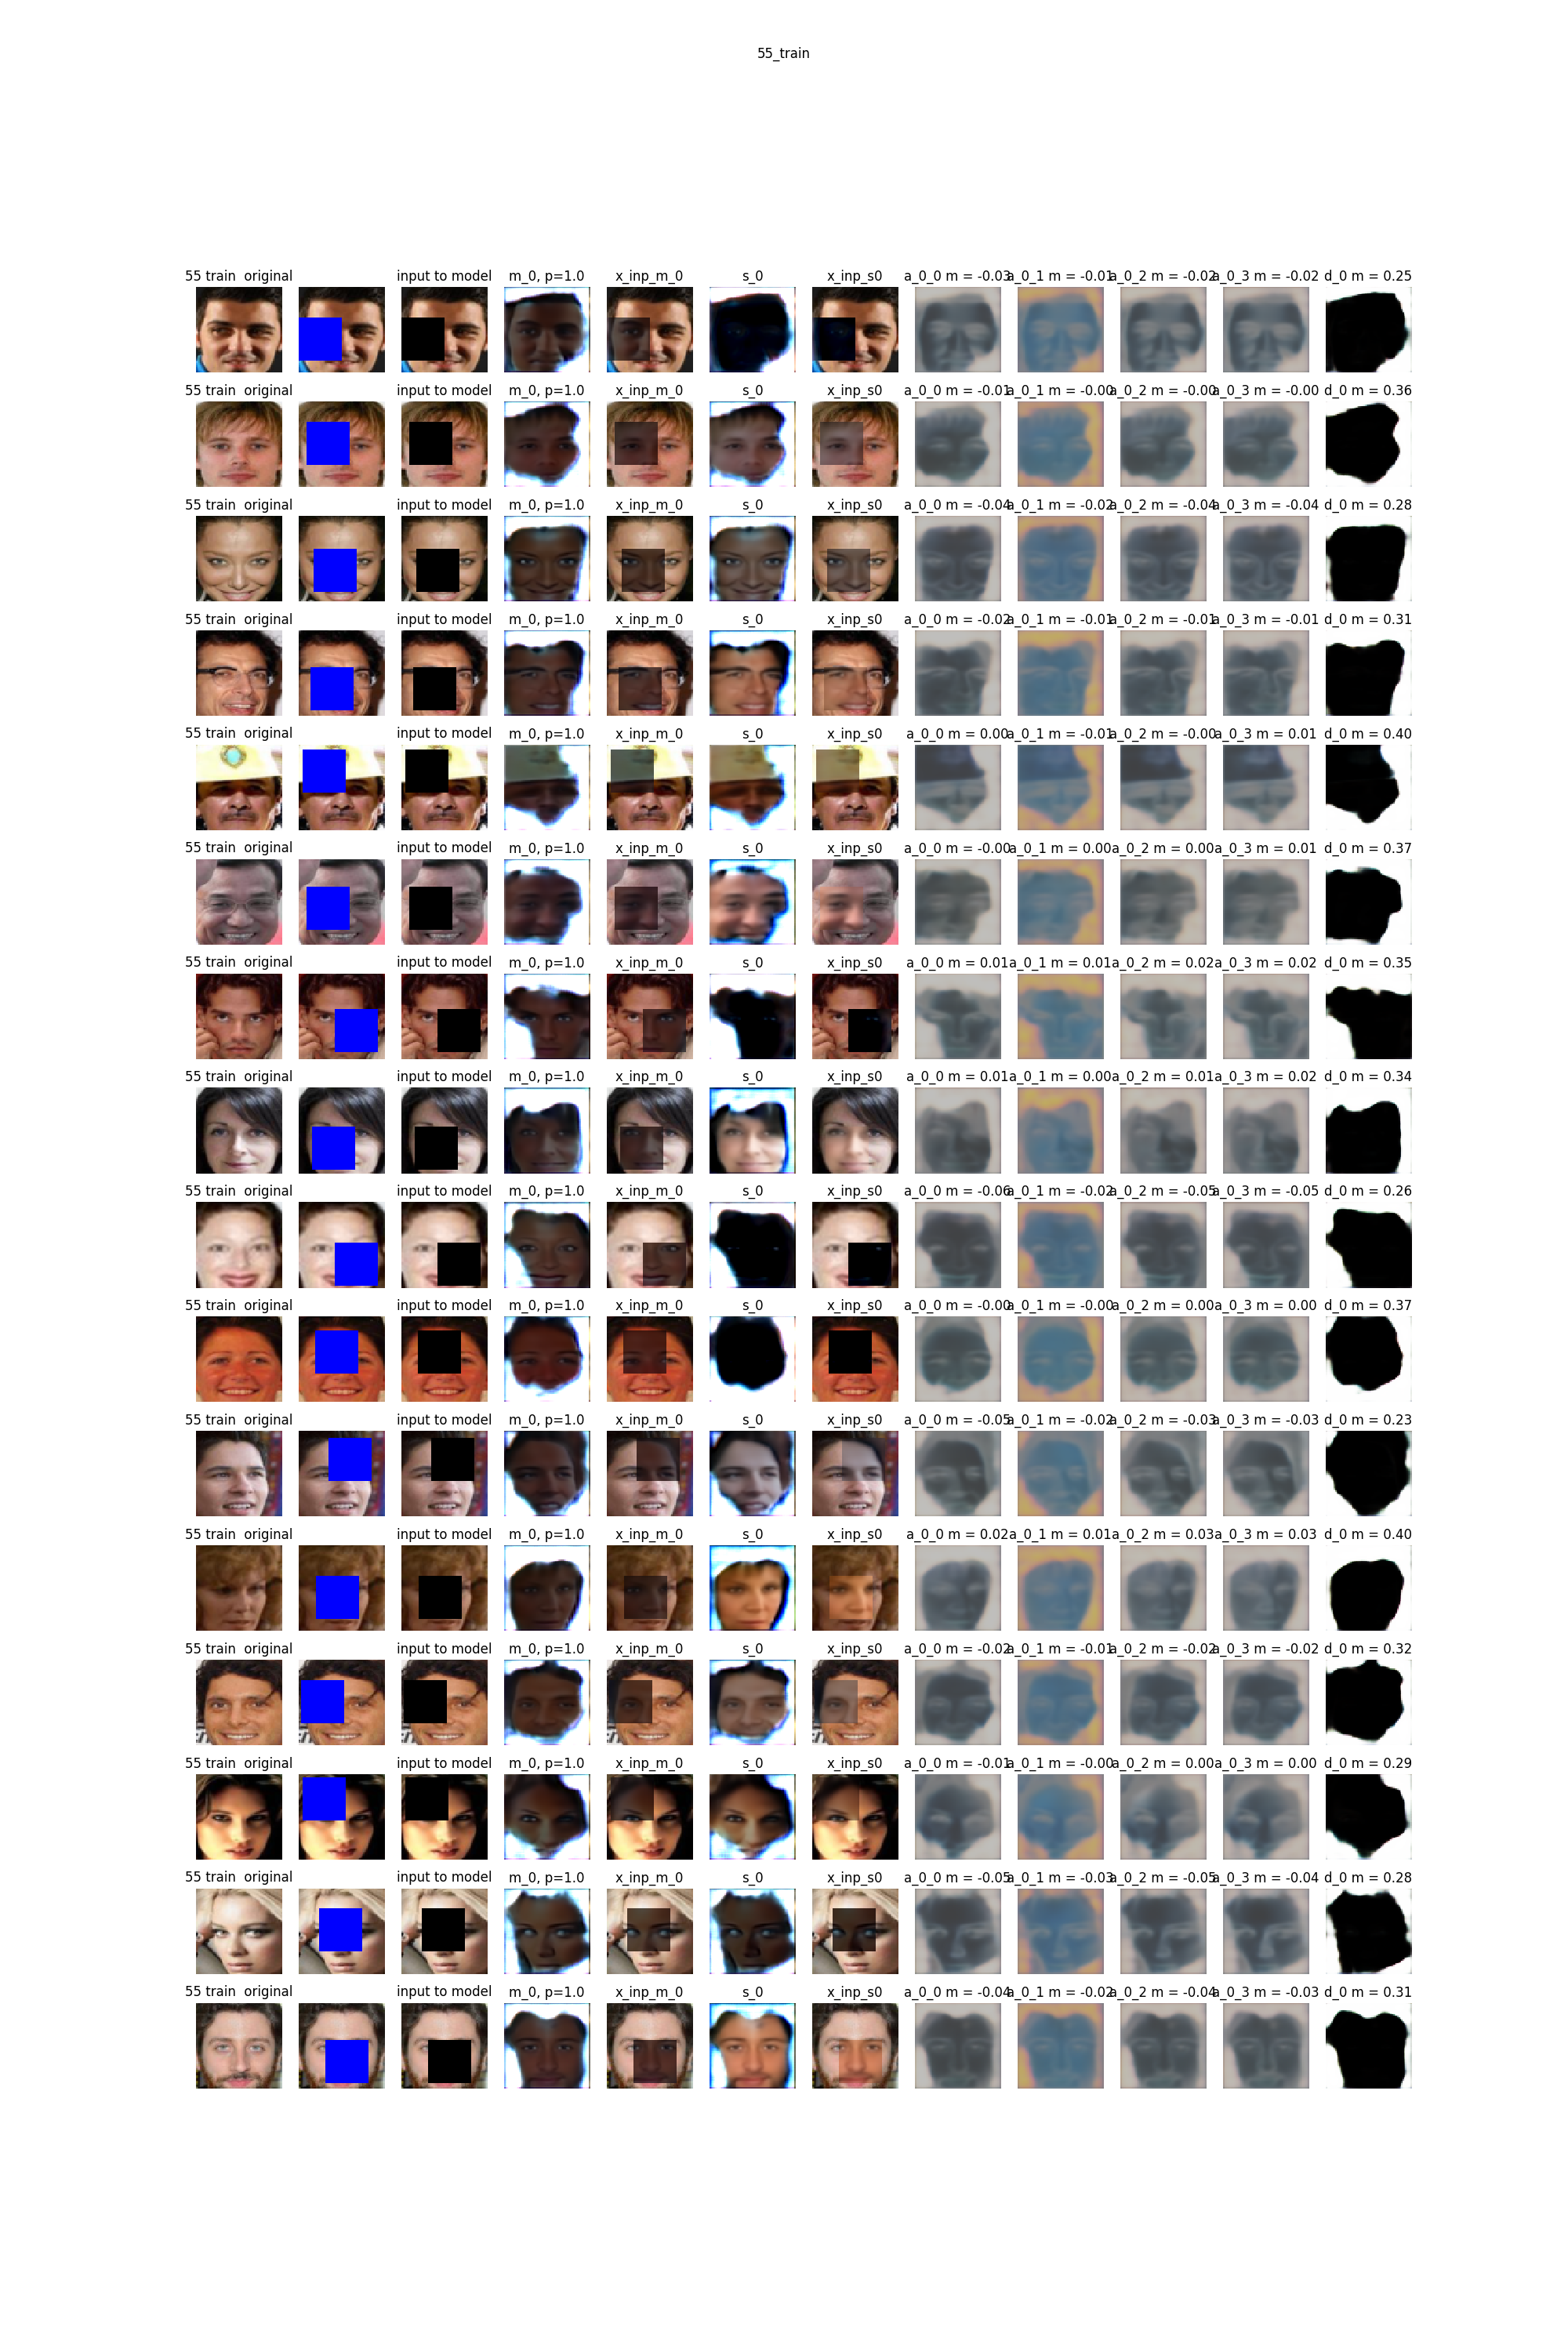 55_train
55 train  original input to model m_0, p=1.0 x_inp_m_0 s_0 x_inp_s0 a_0_0 m = -0.03 a_0_1 m = -0.01 a_0_2 m = -0.02 a_0_3 m = -0.02 d_0 m = 0.25
55 train  original input to model m_0, p=1.0 x_inp_m_0 s_0 x_inp_s0 a_0_0 m = -0.01 a_0_1 m = -0.00 a_0_2 m = -0.00 a_0_3 m = -0.00 d_0 m = 0.36
55 train  original input to model m_0, p=1.0 x_inp_m_0 s_0 x_inp_s0 a_0_0 m = -0.04 a_0_1 m = -0.02 a_0_2 m = -0.04 a_0_3 m = -0.04 d_0 m = 0.28
55 train  original input to model m_0, p=1.0 x_inp_m_0 s_0 x_inp_s0 a_0_0 m = -0.02 a_0_1 m = -0.01 a_0_2 m = -0.01 a_0_3 m = -0.01 d_0 m = 0.31
55 train  original input to model m_0, p=1.0 x_inp_m_0 s_0 x_inp_s0 a_0_0 m = 0.00 a_0_1 m = -0.01 a_0_2 m = -0.00 a_0_3 m = 0.01 d_0 m = 0.40
55 train  original input to model m_0, p=1.0 x_inp_m_0 s_0 x_inp_s0 a_0_0 m = -0.00 a_0_1 m = 0.00 a_0_2 m = 0.00 a_0_3 m = 0.01 d_0 m = 0.37
55 train  original input to model m_0, p=1.0 x_inp_m_0 s_0 x_inp_s0 a_0_0 m = 0.01 a_0_1 m = 0.01 a_0_2 m = 0.02 a_0_3 m = 0.02 d_0 m = 0.35
55 train  original input to model m_0, p=1.0 x_inp_m_0 s_0 x_inp_s0 a_0_0 m = 0.01 a_0_1 m = 0.00 a_0_2 m = 0.01 a_0_3 m = 0.02 d_0 m = 0.34
55 train  original input to model m_0, p=1.0 x_inp_m_0 s_0 x_inp_s0 a_0_0 m = -0.06 a_0_1 m = -0.02 a_0_2 m = -0.05 a_0_3 m = -0.05 d_0 m = 0.26
55 train  original input to model m_0, p=1.0 x_inp_m_0 s_0 x_inp_s0 a_0_0 m = -0.00 a_0_1 m = -0.00 a_0_2 m = 0.00 a_0_3 m = 0.00 d_0 m = 0.37
55 train  original input to model m_0, p=1.0 x_inp_m_0 s_0 x_inp_s0 a_0_0 m = -0.05 a_0_1 m = -0.02 a_0_2 m = -0.03 a_0_3 m = -0.03 d_0 m = 0.23
55 train  original input to model m_0, p=1.0 x_inp_m_0 s_0 x_inp_s0 a_0_0 m = 0.02 a_0_1 m = 0.01 a_0_2 m = 0.03 a_0_3 m = 0.03 d_0 m = 0.40
55 train  original input to model m_0, p=1.0 x_inp_m_0 s_0 x_inp_s0 a_0_0 m = -0.02 a_0_1 m = -0.01 a_0_2 m = -0.02 a_0_3 m = -0.02 d_0 m = 0.32
55 train  original input to model m_0, p=1.0 x_inp_m_0 s_0 x_inp_s0 a_0_0 m = -0.01 a_0_1 m = -0.00 a_0_2 m = 0.00 a_0_3 m = 0.00 d_0 m = 0.29
55 train  original input to model m_0, p=1.0 x_inp_m_0 s_0 x_inp_s0 a_0_0 m = -0.05 a_0_1 m = -0.03 a_0_2 m = -0.05 a_0_3 m = -0.04 d_0 m = 0.28
55 train  original input to model m_0, p=1.0 x_inp_m_0 s_0 x_inp_s0 a_0_0 m = -0.04 a_0_1 m = -0.02 a_0_2 m = -0.04 a_0_3 m = -0.03 d_0 m = 0.31